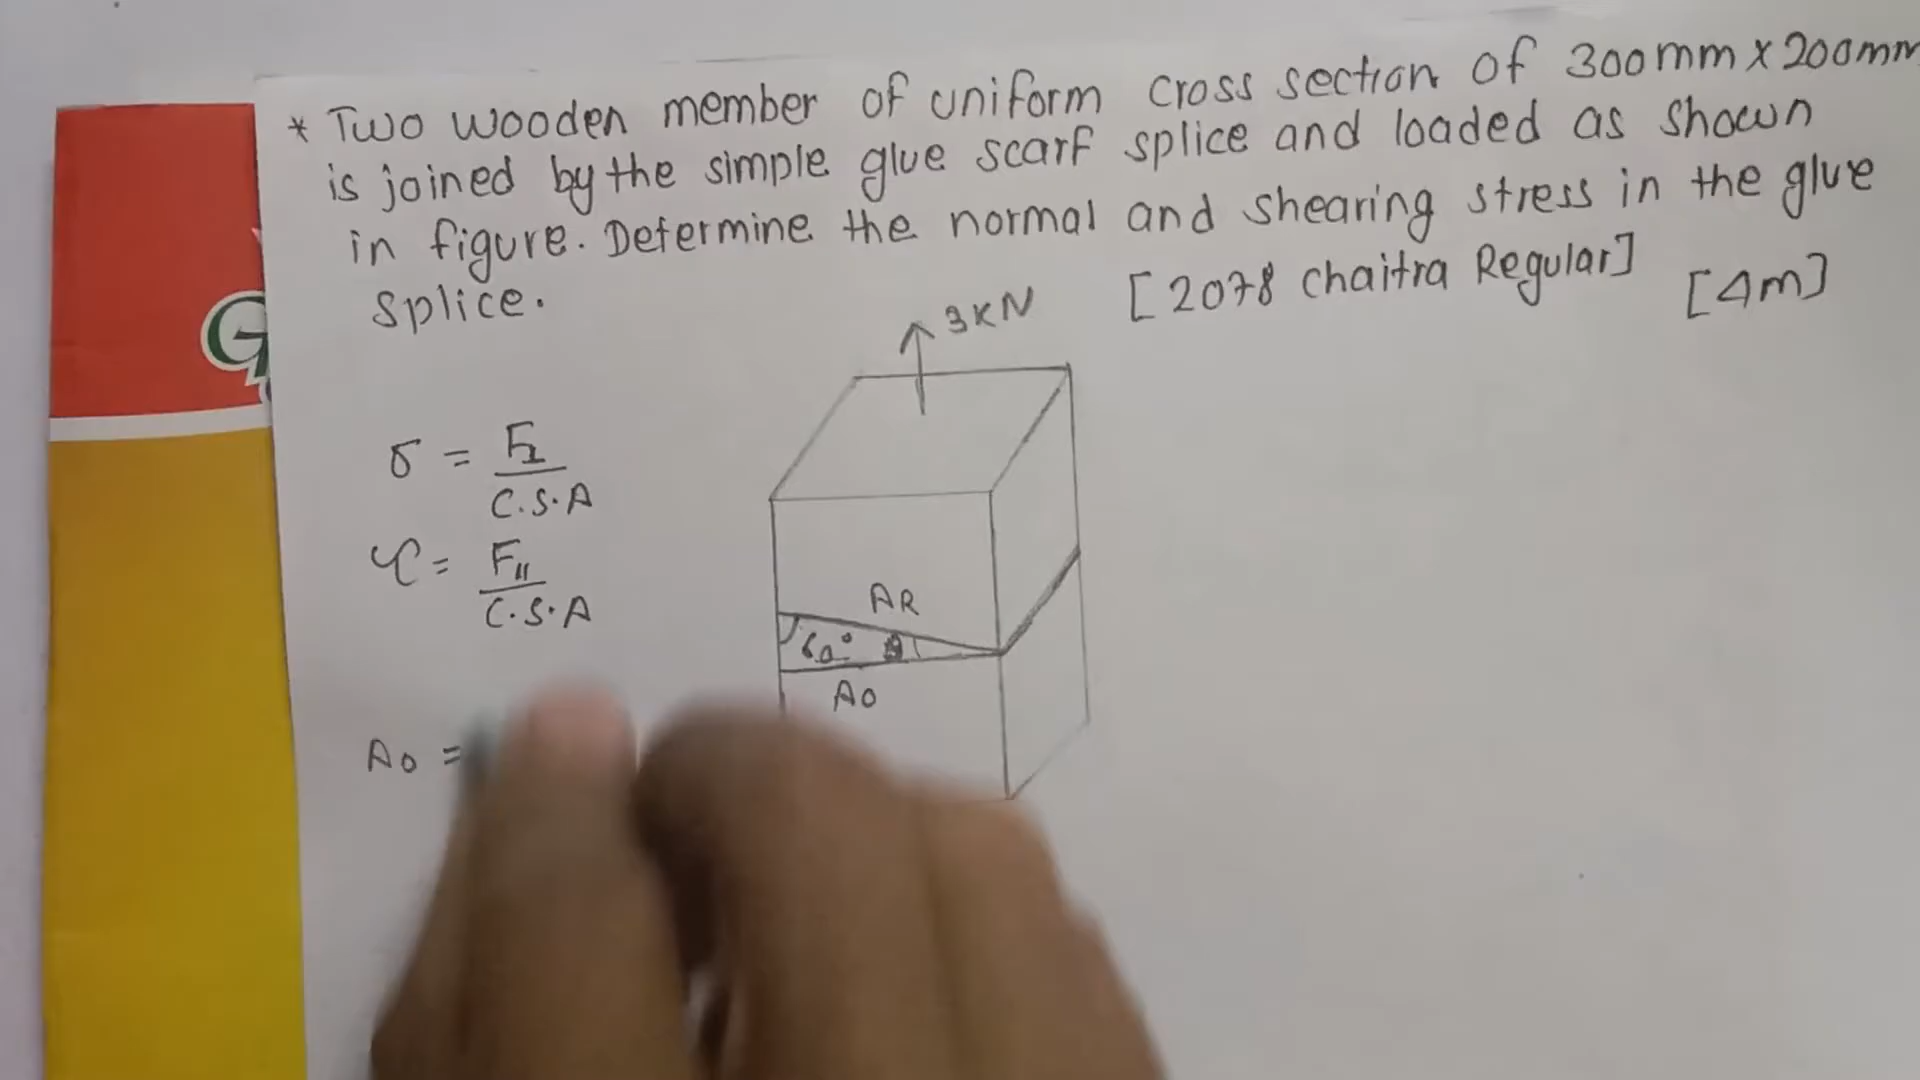 * Two wooden member of uniform cross section of 300mm x 200mm
is joined by the simple glue scarf splice and loaded as shown
in figure. Determine the normal and shearing stress in the glue
splice. [2078 chaitra Regular] [4m]
3KN
σ = F⊥
C.S.A
τ = F||
C.S.A
AR
60° θ
A0
A0 =
G